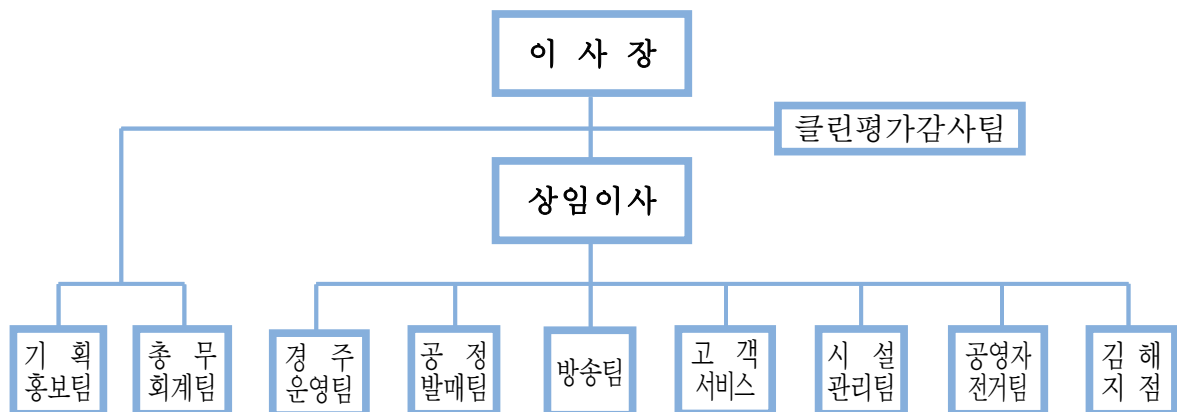 이 사 장
클린평가감사팀
상임이사
기 획
홍보팀
총 무
회계팀
경 주
운영팀
공 정
발매팀
방송팀
고 객
서비스
시 설
관리팀
공영자
전거팀
김 해
지 점